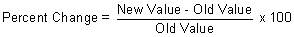 Percent Change = New Value - Old Value / Old Value x 100